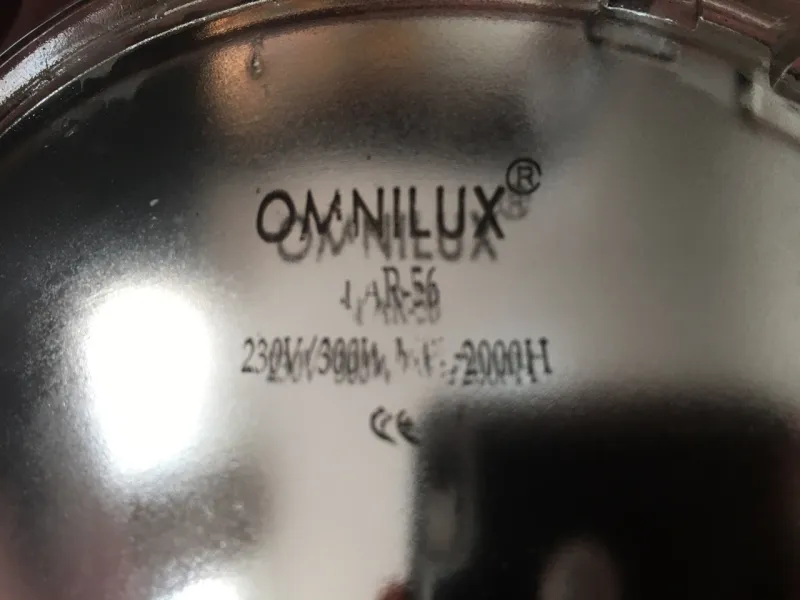 OMNILUX®
PAR-56
230V/300W 2000H
CE